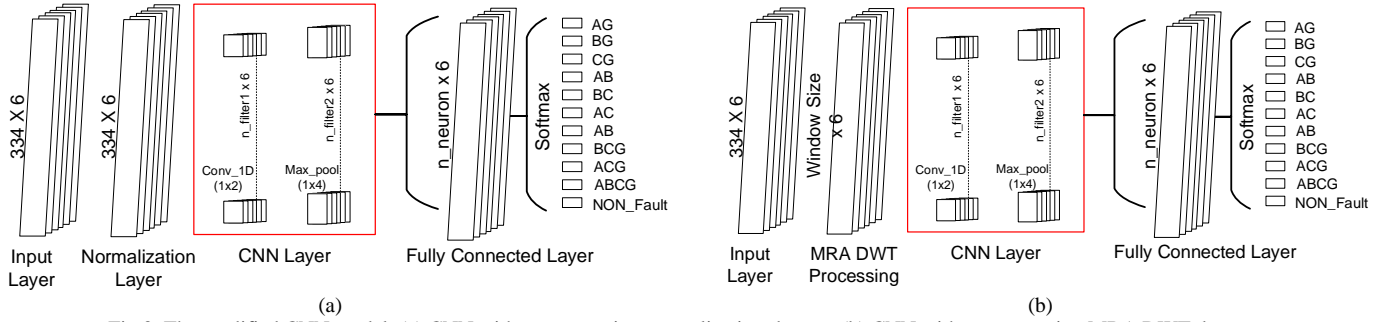 334 X 6
334 X 6
n_filter1 x 6
n_filter2 x 6
Conv_1D
(1x2)
Max_pool
(1x4)
n_neuron x 6
Softmax
AG
BG
CG
AB
BC
AC
AB
BCG
ACG
ABCG
NON_Fault
Input
Layer
Normalization
Layer
CNN Layer
Fully Connected Layer
(a)
334 X 6
Window Size
x 6
n_filter1 x 6
n_filter2 x 6
Conv_1D
(1x2)
Max_pool
(1x4)
n_neuron x 6
Softmax
AG
BG
CG
AB
BC
AC
AB
BCG
ACG
ABCG
NON_Fault
Input
Layer
MRA DWT
Processing
CNN Layer
Fully Connected Layer
(b)